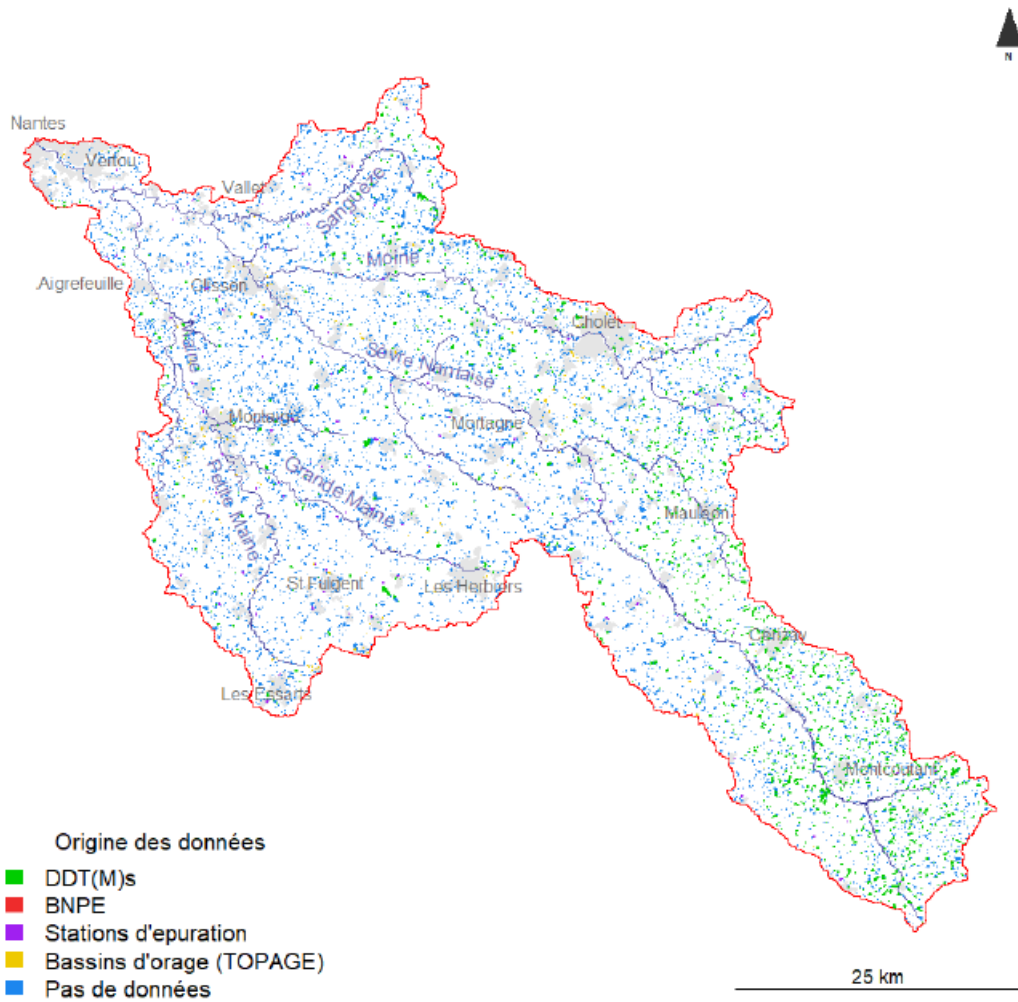 N
Nantes
Vertou
Vallet
Sanguèze
Moine
Aigrefeuille
Clisson
Cholet
Maine
Sèvre Nantaise
Montaigu
Mortagne
Grande Maine
Petite Maine
Mauléon
St Fulgent
Les Herbiers
Cerizay
Les Essarts
Moncoutant
Origine des données
DDT(M)s
BNPE
Stations d'epuration
Bassins d'orage (TOPAGE)
Pas de données
25 km